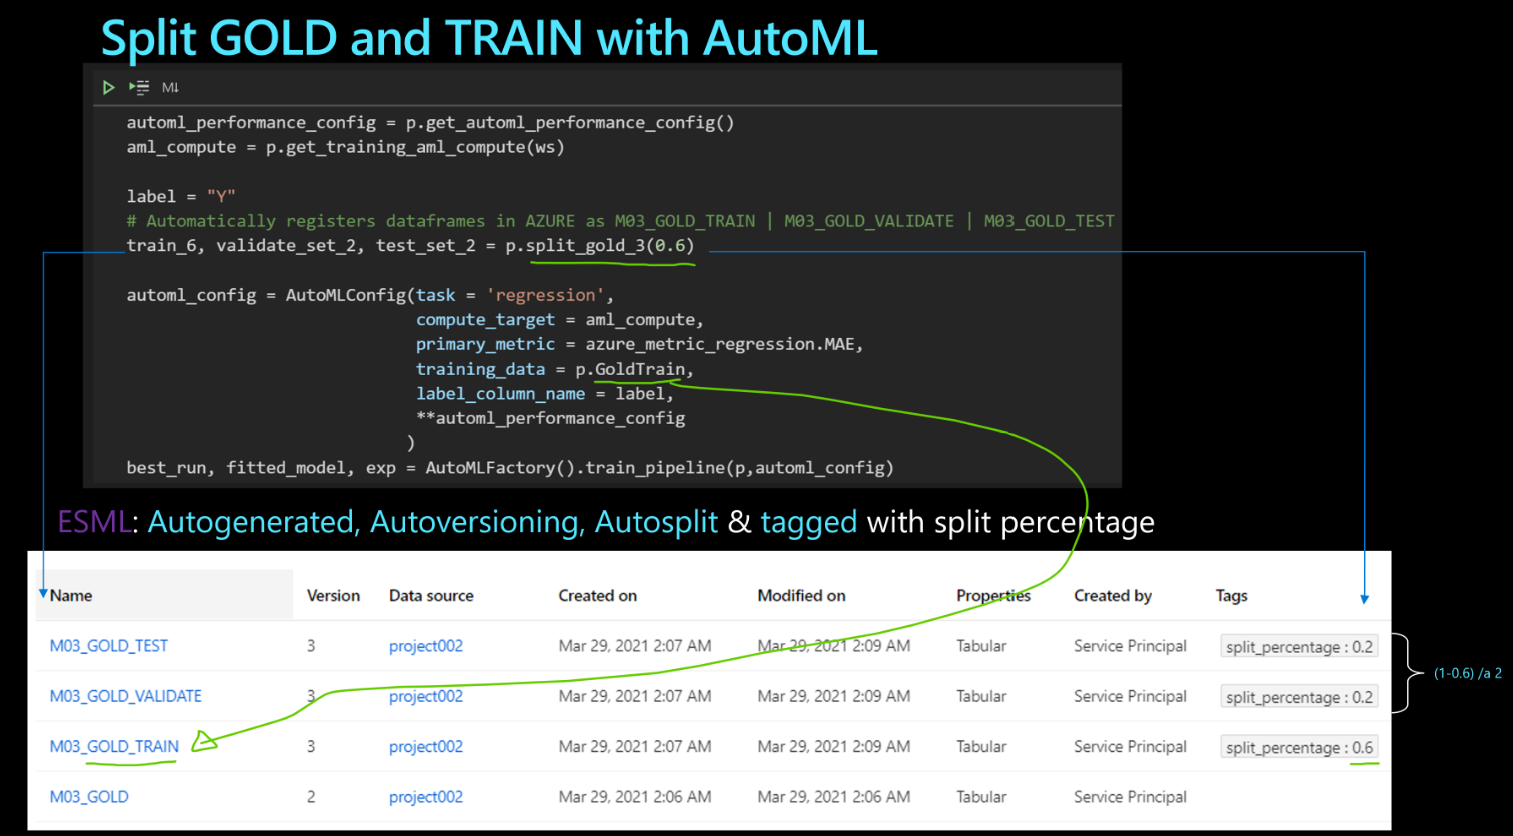 Split GOLD and TRAIN with AutoML
M↓
automl_performance_config = p.get_automl_performance_config()
aml_compute = p.get_training_aml_compute(ws)
label = "Y"
# Automatically registers dataframes in AZURE as M03_GOLD_TRAIN | M03_GOLD_VALIDATE | M03_GOLD_TEST
train_6, validate_set_2, test_set_2 = p.split_gold_3(0.6)
automl_config = AutoMLConfig(task = 'regression',
compute_target = aml_compute,
primary_metric = azure_metric_regression.MAE,
training_data = p.GoldTrain,
label_column_name = label,
**automl_performance_config
)
best_run, fitted_model, exp = AutoMLFactory().train_pipeline(p,automl_config)
ESML: Autogenerated, Autoversioning, Autosplit & tagged with split percentage
Name Version Data source Created on Modified on Properties Created by Tags
M03_GOLD_TEST 3 project002 Mar 29, 2021 2:07 AM Mar 29, 2021 2:09 AM Tabular Service Principal split_percentage : 0.2
M03_GOLD_VALIDATE 3 project002 Mar 29, 2021 2:07 AM Mar 29, 2021 2:09 AM Tabular Service Principal split_percentage : 0.2
(1-0.6) /a 2
M03_GOLD_TRAIN 3 project002 Mar 29, 2021 2:07 AM Mar 29, 2021 2:09 AM Tabular Service Principal split_percentage : 0.6
M03_GOLD 2 project002 Mar 29, 2021 2:06 AM Mar 29, 2021 2:06 AM Tabular Service Principal